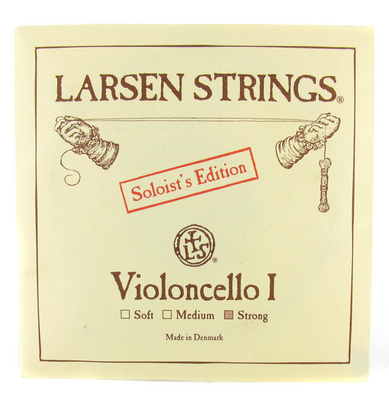 LARSEN STRINGS®
Soloist's Edition
LS®
Violoncello I
Soft Medium Strong
Made in Denmark